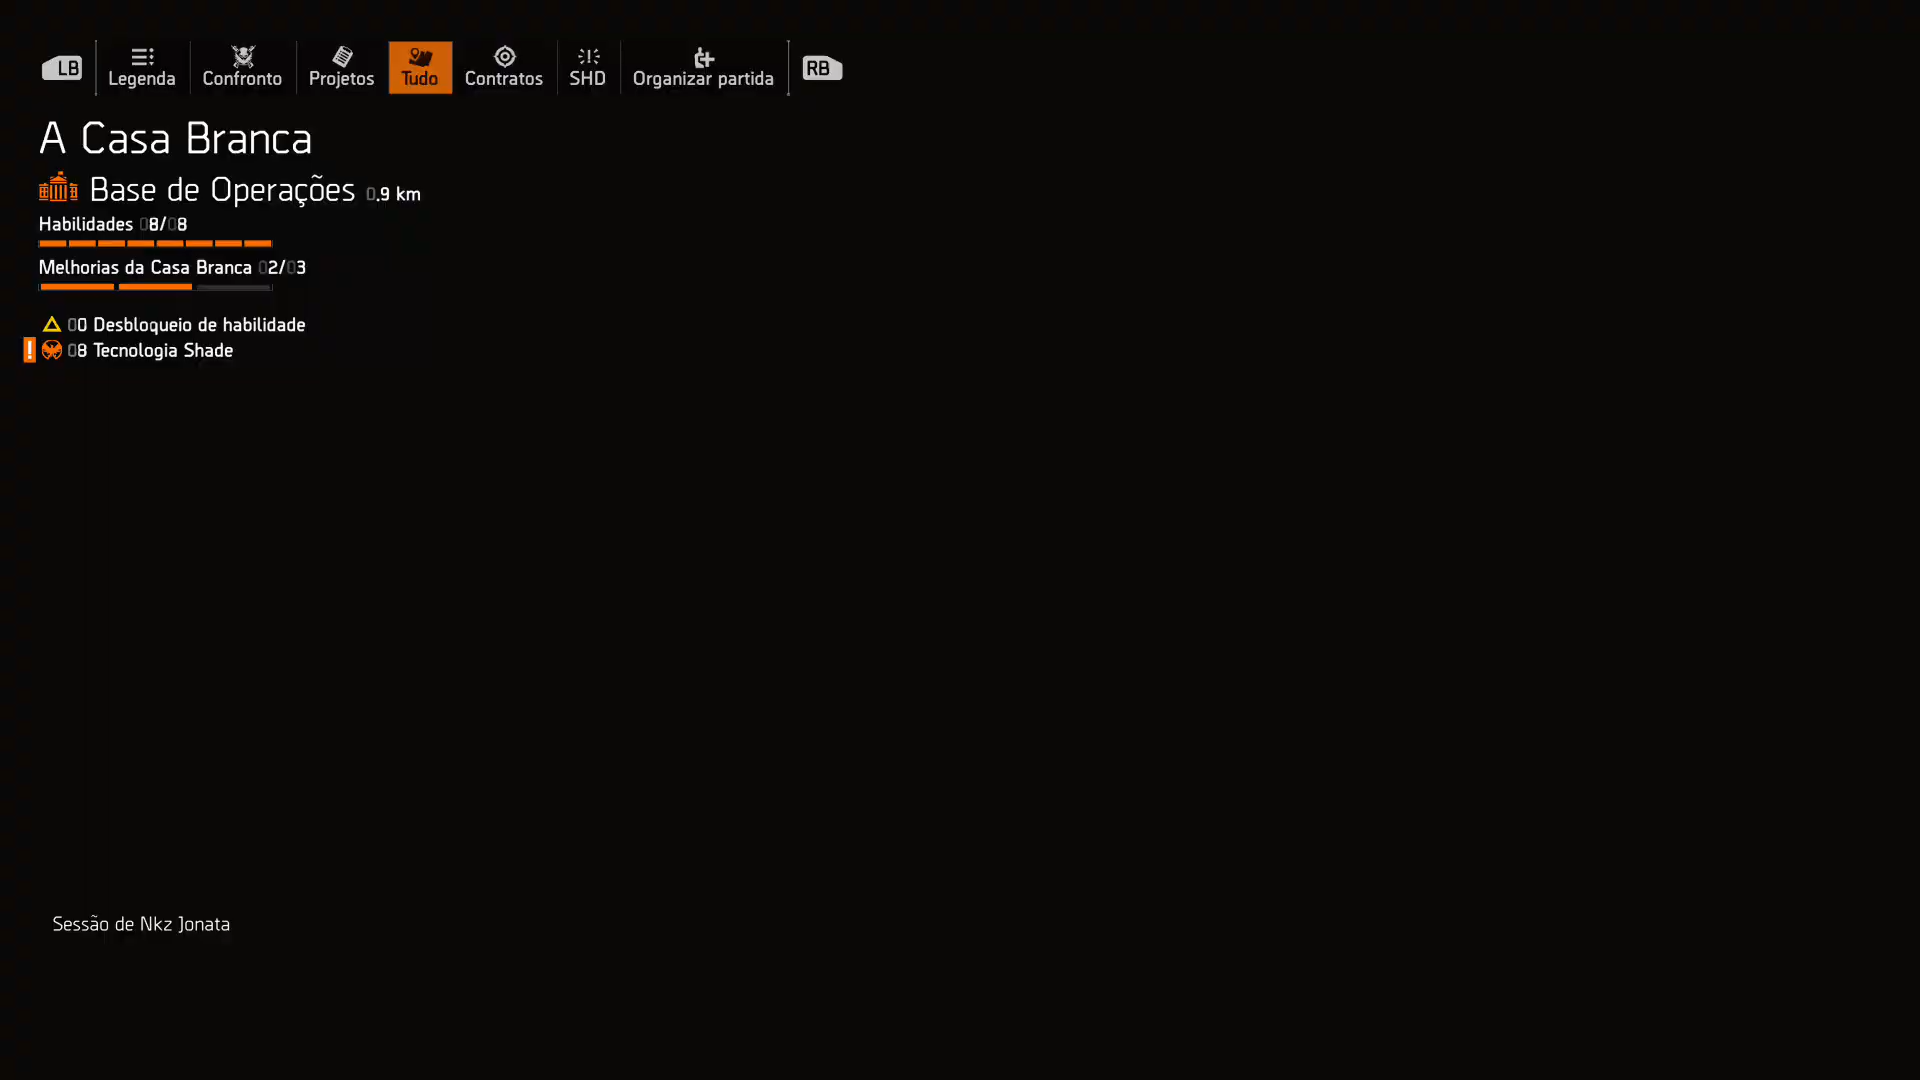 LB
Legenda
Confronto
Projetos
Tudo
Contratos
SHD
Organizar partida
RB
A Casa Branca
Base de Operações 0.9 km
Habilidades 08/08
Melhorias da Casa Branca 02/03
00 Desbloqueio de habilidade
! 08 Tecnologia Shade
Sessão de Nkz Jonata